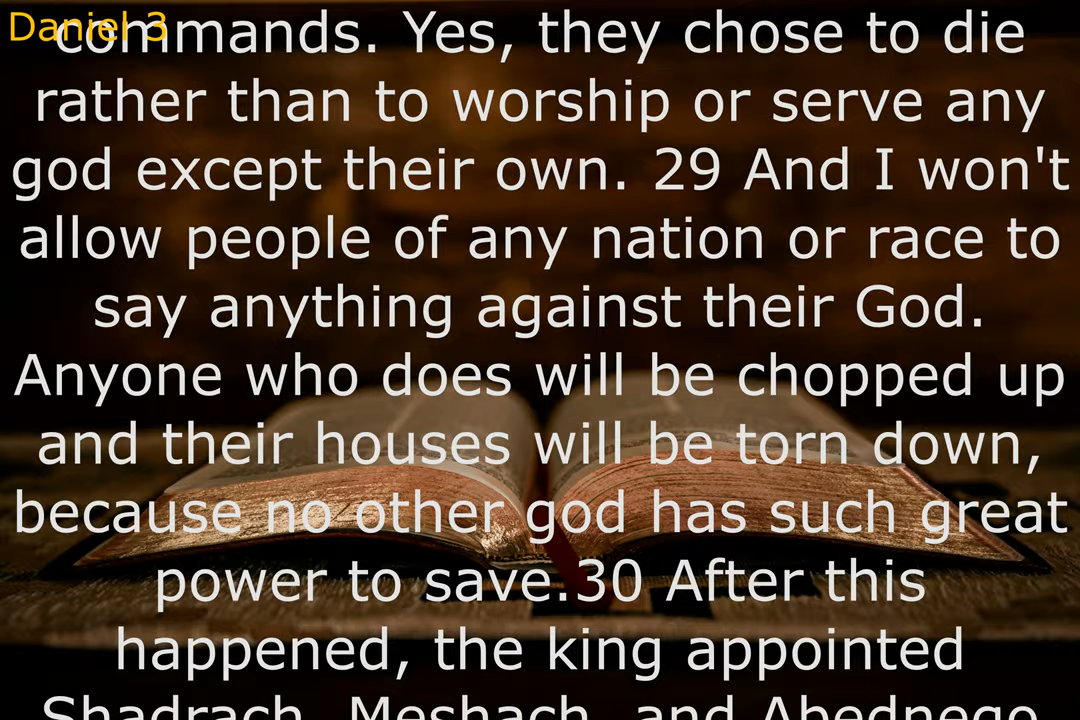 Daniel 3
commands. Yes, they chose to die
rather than to worship or serve any
god except their own. 29 And I won't
allow people of any nation or race to
say anything against their God.
Anyone who does will be chopped up
and their houses will be torn down,
because no other god has such great
power to save.30 After this
happened, the king appointed
Shadrach, Meshach, and Abednego